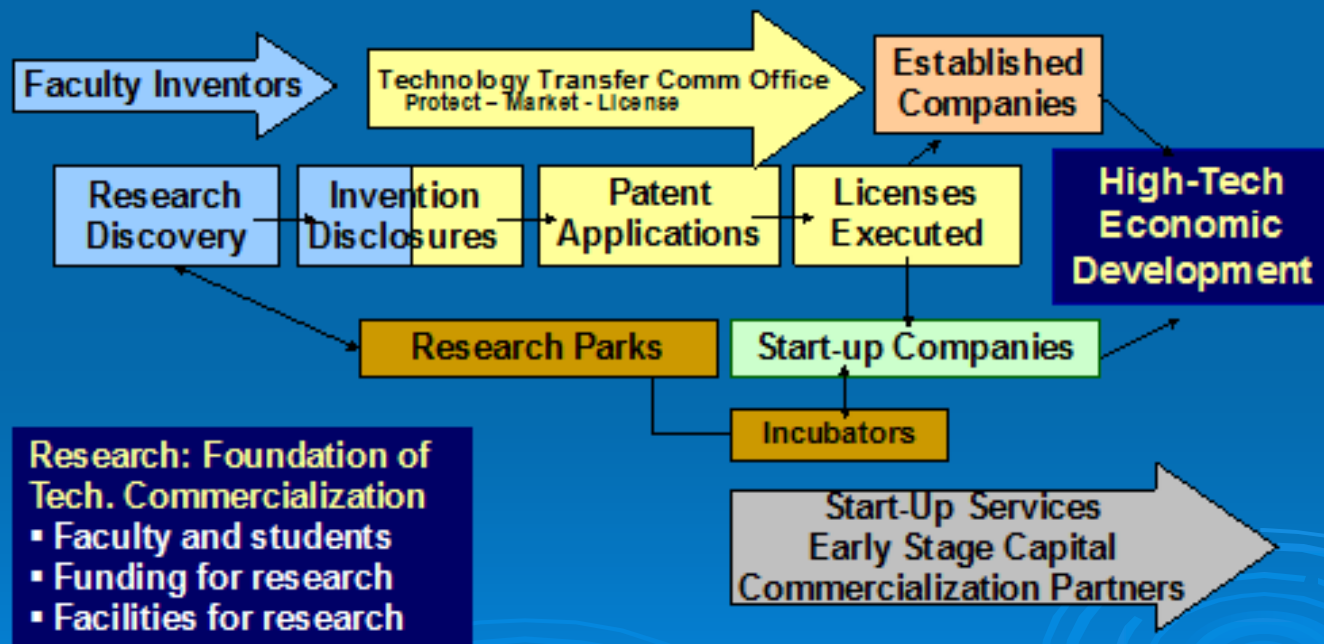 Faculty Inventors
Technology Transfer Comm Office
Protect – Market - License
Established
Companies
Research
Discovery
Invention
Disclosures
Patent
Applications
Licenses
Executed
High-Tech
Economic
Development
Research Parks
Start-up Companies
Incubators
Research: Foundation of
Tech. Commercialization
▪ Faculty and students
▪ Funding for research
▪ Facilities for research
Start-Up Services
Early Stage Capital
Commercialization Partners